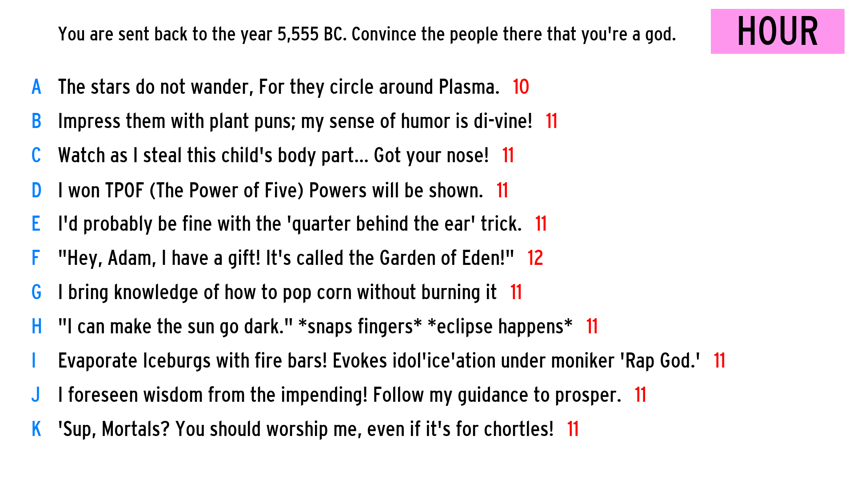 You are sent back to the year 5,555 BC. Convince the people there that you're a god.
HOUR
A The stars do not wander, For they circle around Plasma. 10
B Impress them with plant puns; my sense of humor is di-vine! 11
C Watch as I steal this child's body part... Got your nose! 11
D I won TPOF (The Power of Five) Powers will be shown. 11
E I'd probably be fine with the 'quarter behind the ear' trick. 11
F "Hey, Adam, I have a gift! It's called the Garden of Eden!" 12
G I bring knowledge of how to pop corn without burning it 11
H "I can make the sun go dark." *snaps fingers* *eclipse happens* 11
I Evaporate Iceburgs with fire bars! Evokes idol'ice'ation under moniker 'Rap God.' 11
J I foreseen wisdom from the impending! Follow my guidance to prosper. 11
K 'Sup, Mortals? You should worship me, even if it's for chortles! 11